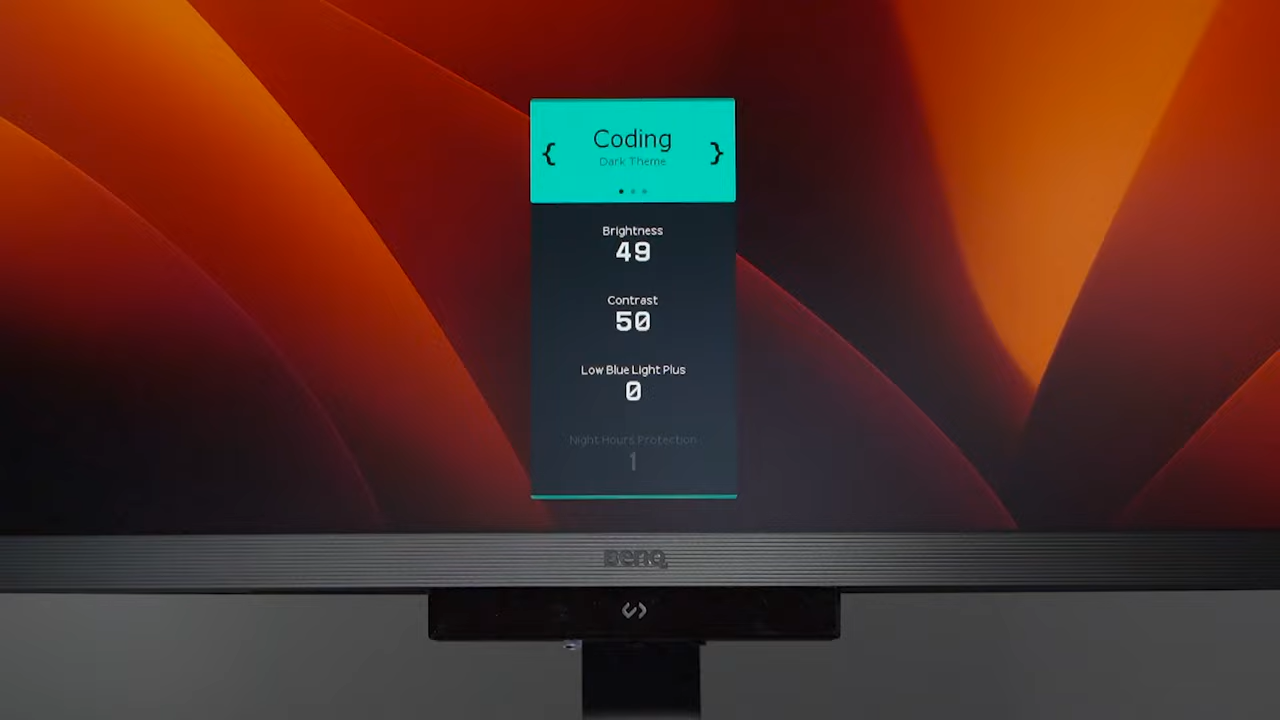 { Coding }
Dark Theme
Brightness
49
Contrast
50
Low Blue Light Plus
0
Night Hours Protection
1
BenQ